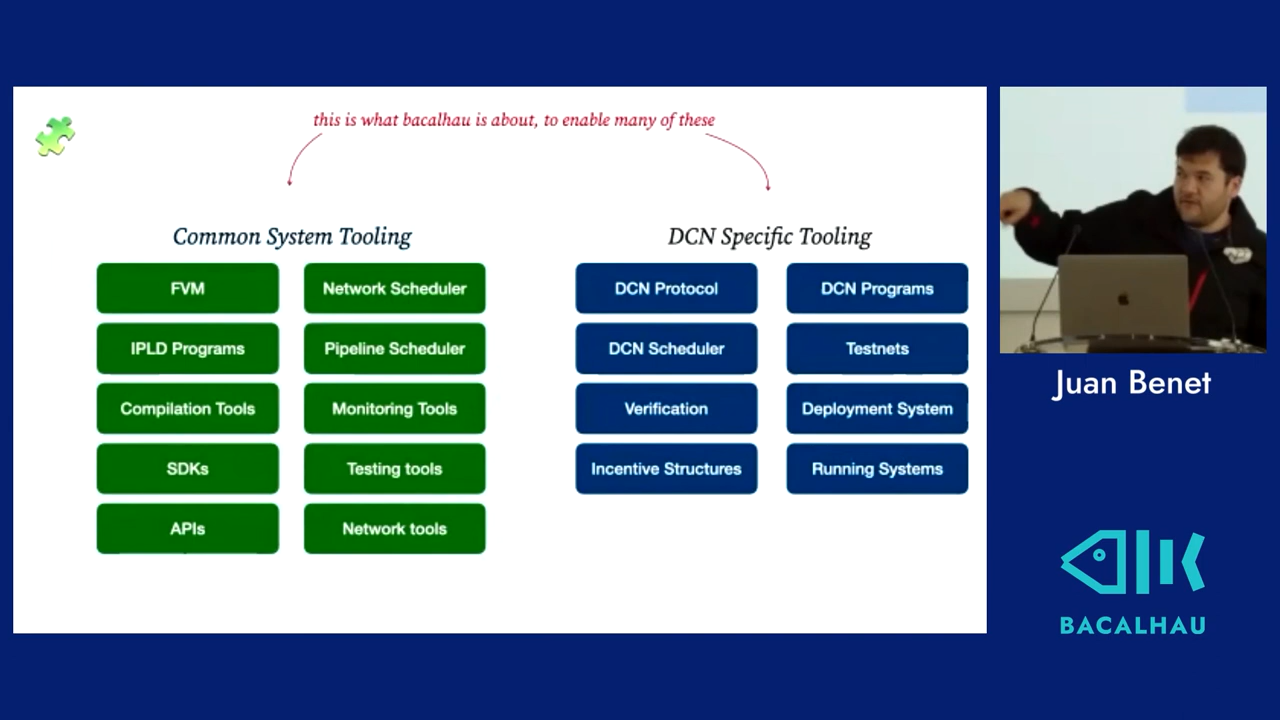 this is what bacalhau is about, to enable many of these
Common System Tooling
FVM
Network Scheduler
IPLD Programs
Pipeline Scheduler
Compilation Tools
Monitoring Tools
SDKs
Testing tools
APIs
Network tools
DCN Specific Tooling
DCN Protocol
DCN Programs
DCN Scheduler
Testnets
Verification
Deployment System
Incentive Structures
Running Systems
Juan Benet
BACALHAU